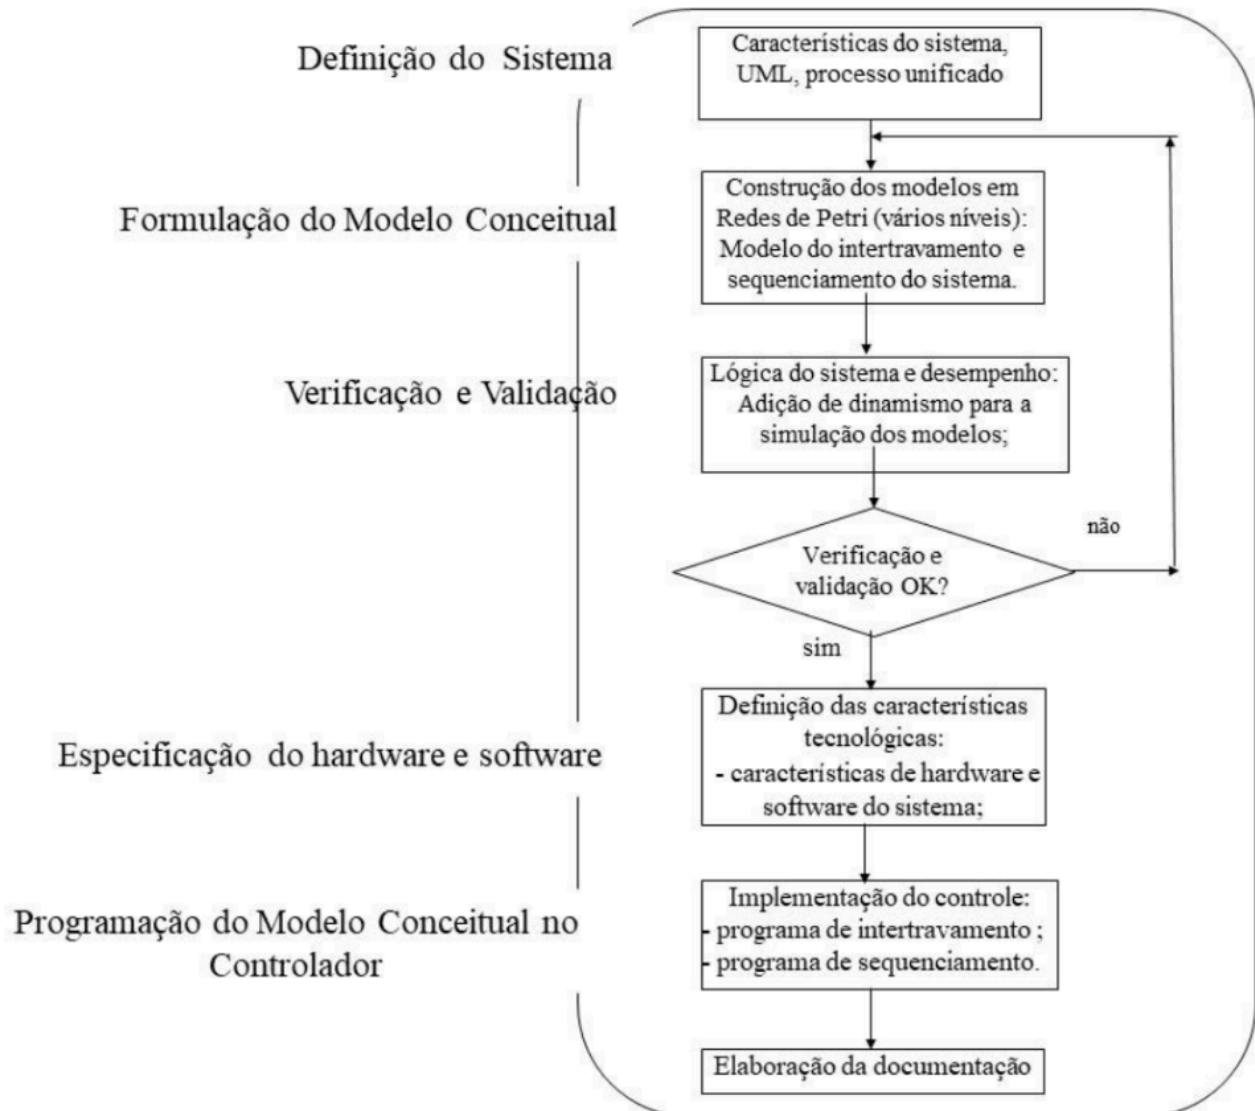 Definição do Sistema
Características do sistema,
UML, processo unificado
Formulação do Modelo Conceitual
Construção dos modelos em
Redes de Petri (vários níveis):
Modelo do intertravamento e
sequenciamento do sistema.
Verificação e Validação
Lógica do sistema e desempenho:
Adição de dinamismo para a
simulação dos modelos;
Verificação e
validação OK?
não
sim
Especificação do hardware e software
Definição das características
tecnológicas:
- características de hardware e
software do sistema;
Programação do Modelo Conceitual no
Controlador
Implementação do controle:
- programa de intertravamento ;
- programa de sequenciamento.
Elaboração da documentação